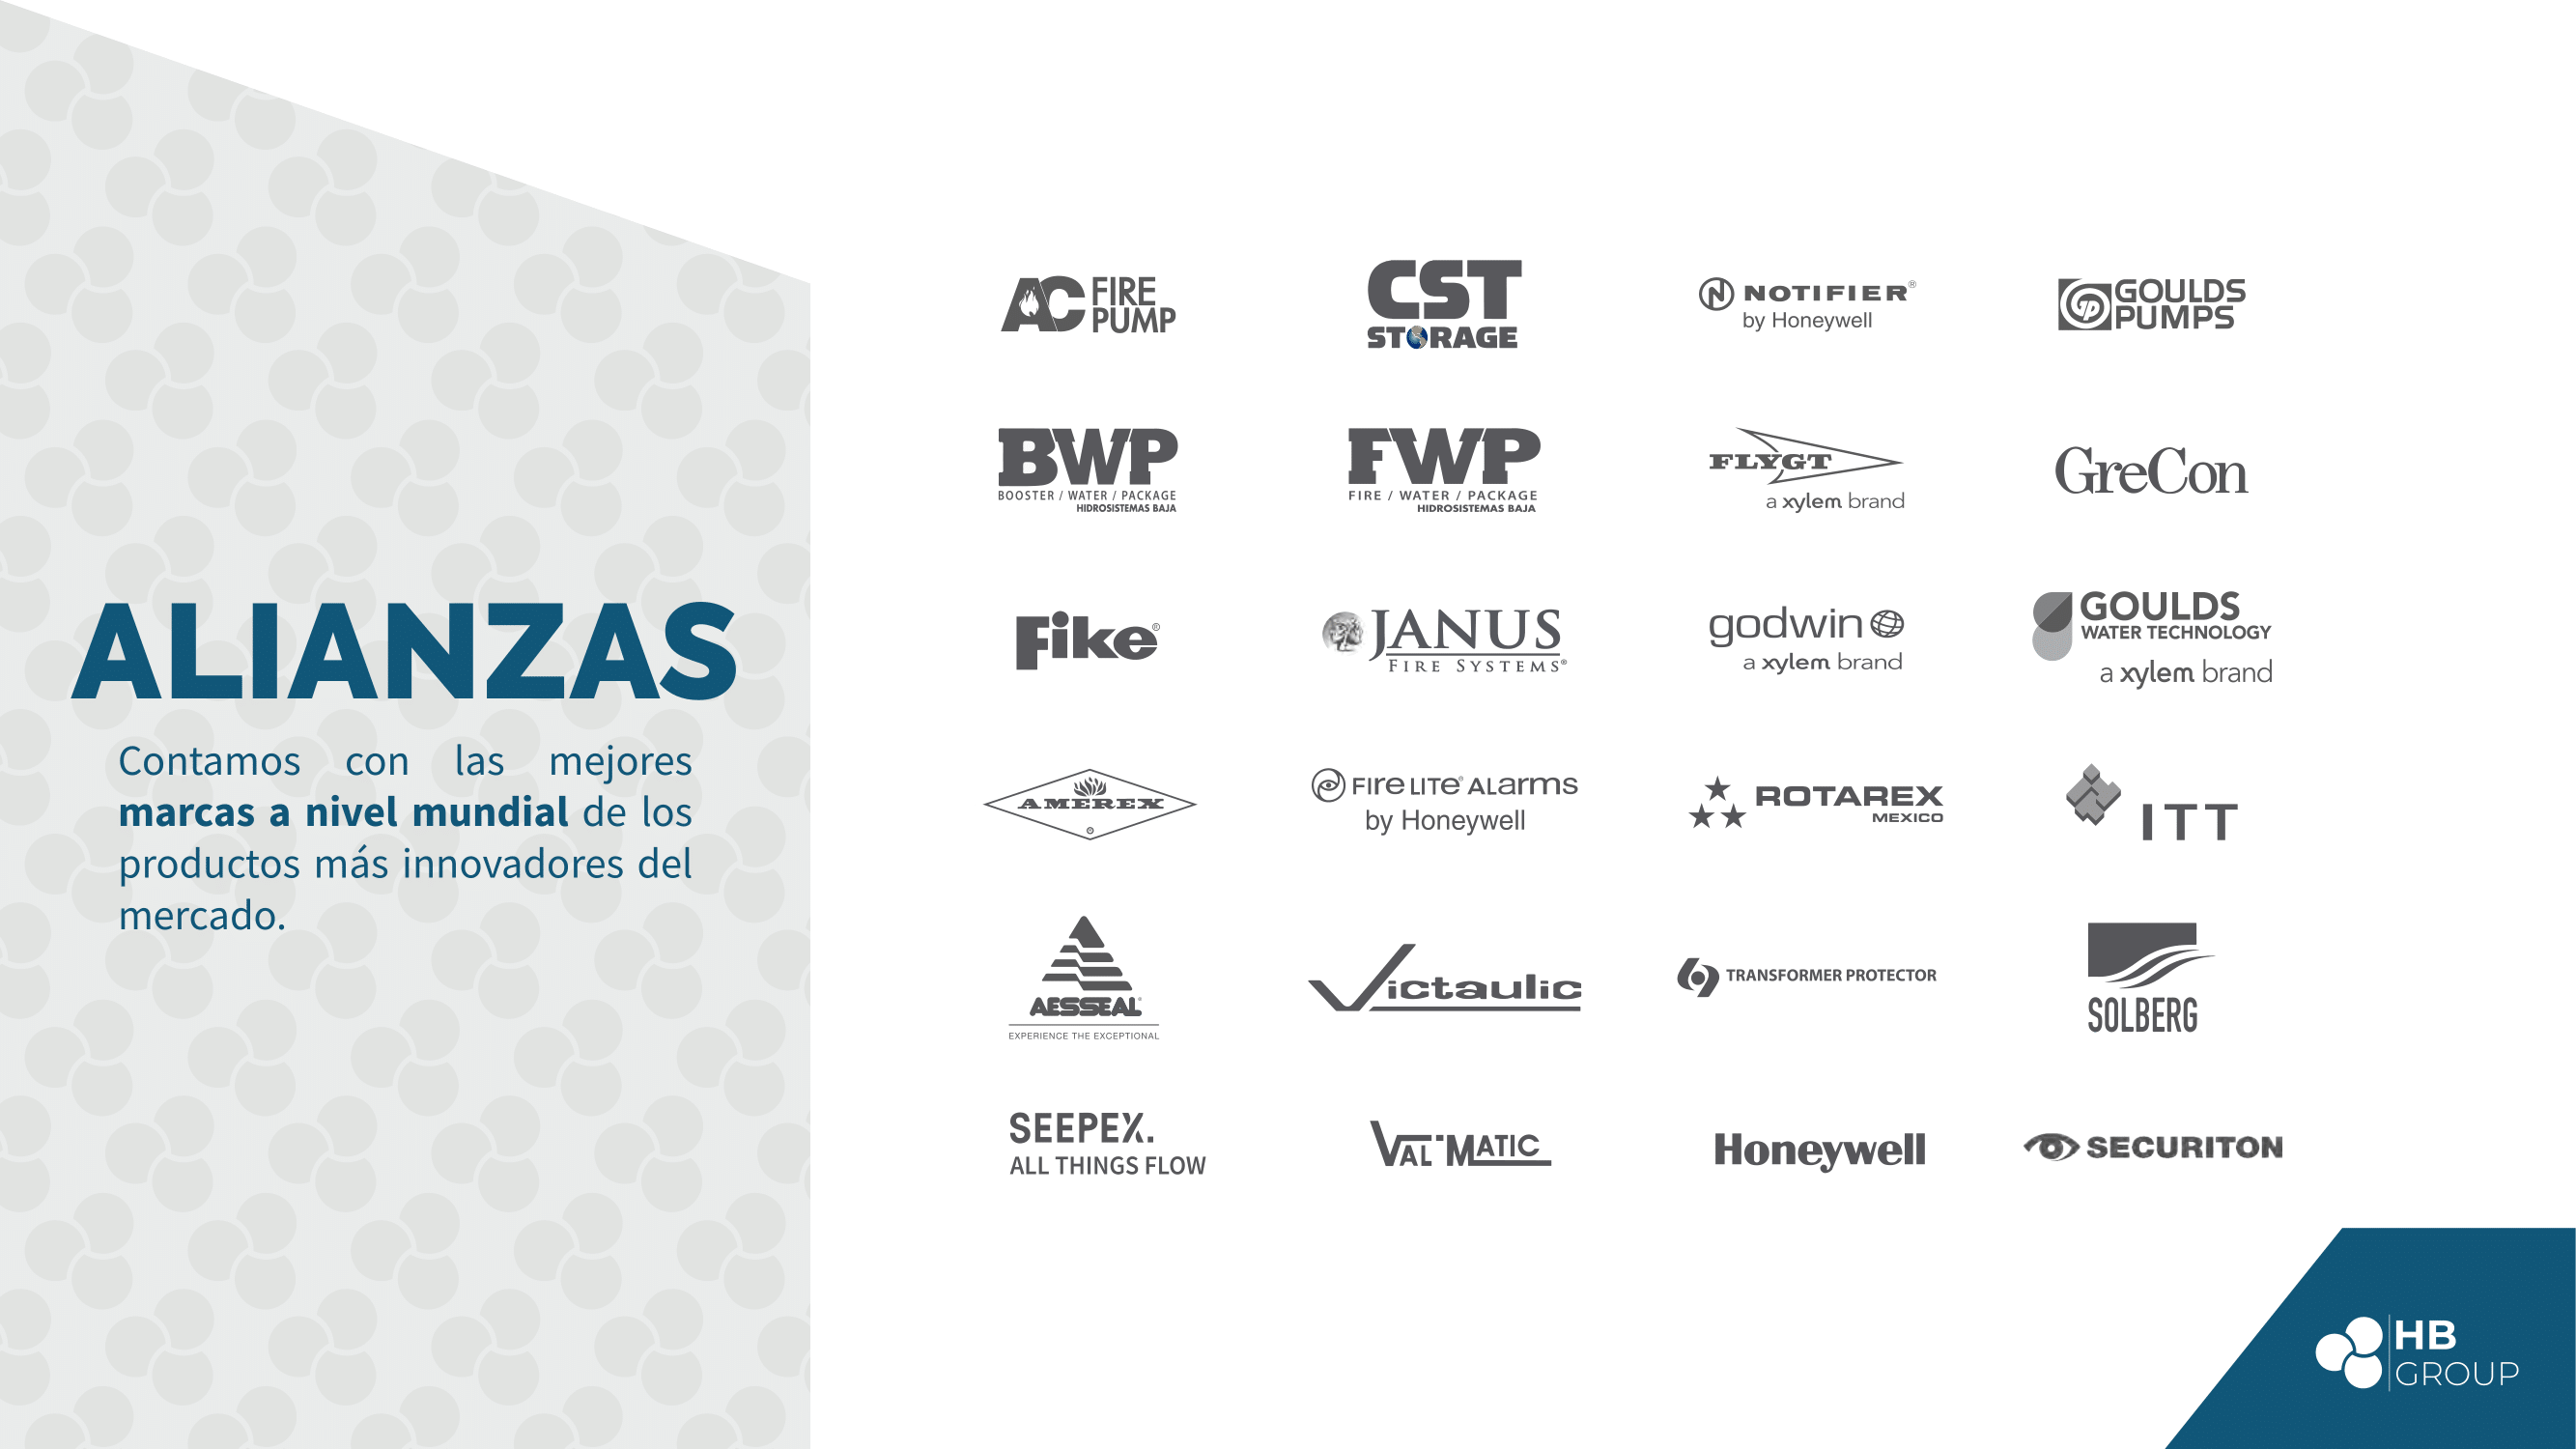 ALIANZAS
Contamos con las mejores
marcas a nivel mundial de los
productos más innovadores del
mercado.
AC FIRE
PUMP
CST
STORAGE
NOTIFIER®
by Honeywell
GOULDS
PUMPS
BWP
BOOSTER / WATER / PACKAGE
HIDROSISTEMAS BAJA
FWP
FIRE / WATER / PACKAGE
HIDROSISTEMAS BAJA
FLYGT
a xylem brand
GreCon
Fike®
JANUS
FIRE SYSTEMS®
godwin
a xylem brand
GOULDS
WATER TECHNOLOGY
a xylem brand
AMEREX
®
FIRE LITE® ALARMS
by Honeywell
ROTAREX
MEXICO
ITT
AESSEAL®
EXPERIENCE THE EXCEPTIONAL
Victaulic
TRANSFORMER PROTECTOR
SOLBERG
SEEPEX.
ALL THINGS FLOW
VAL-MATIC
Honeywell
SECURITON
HB
GROUP